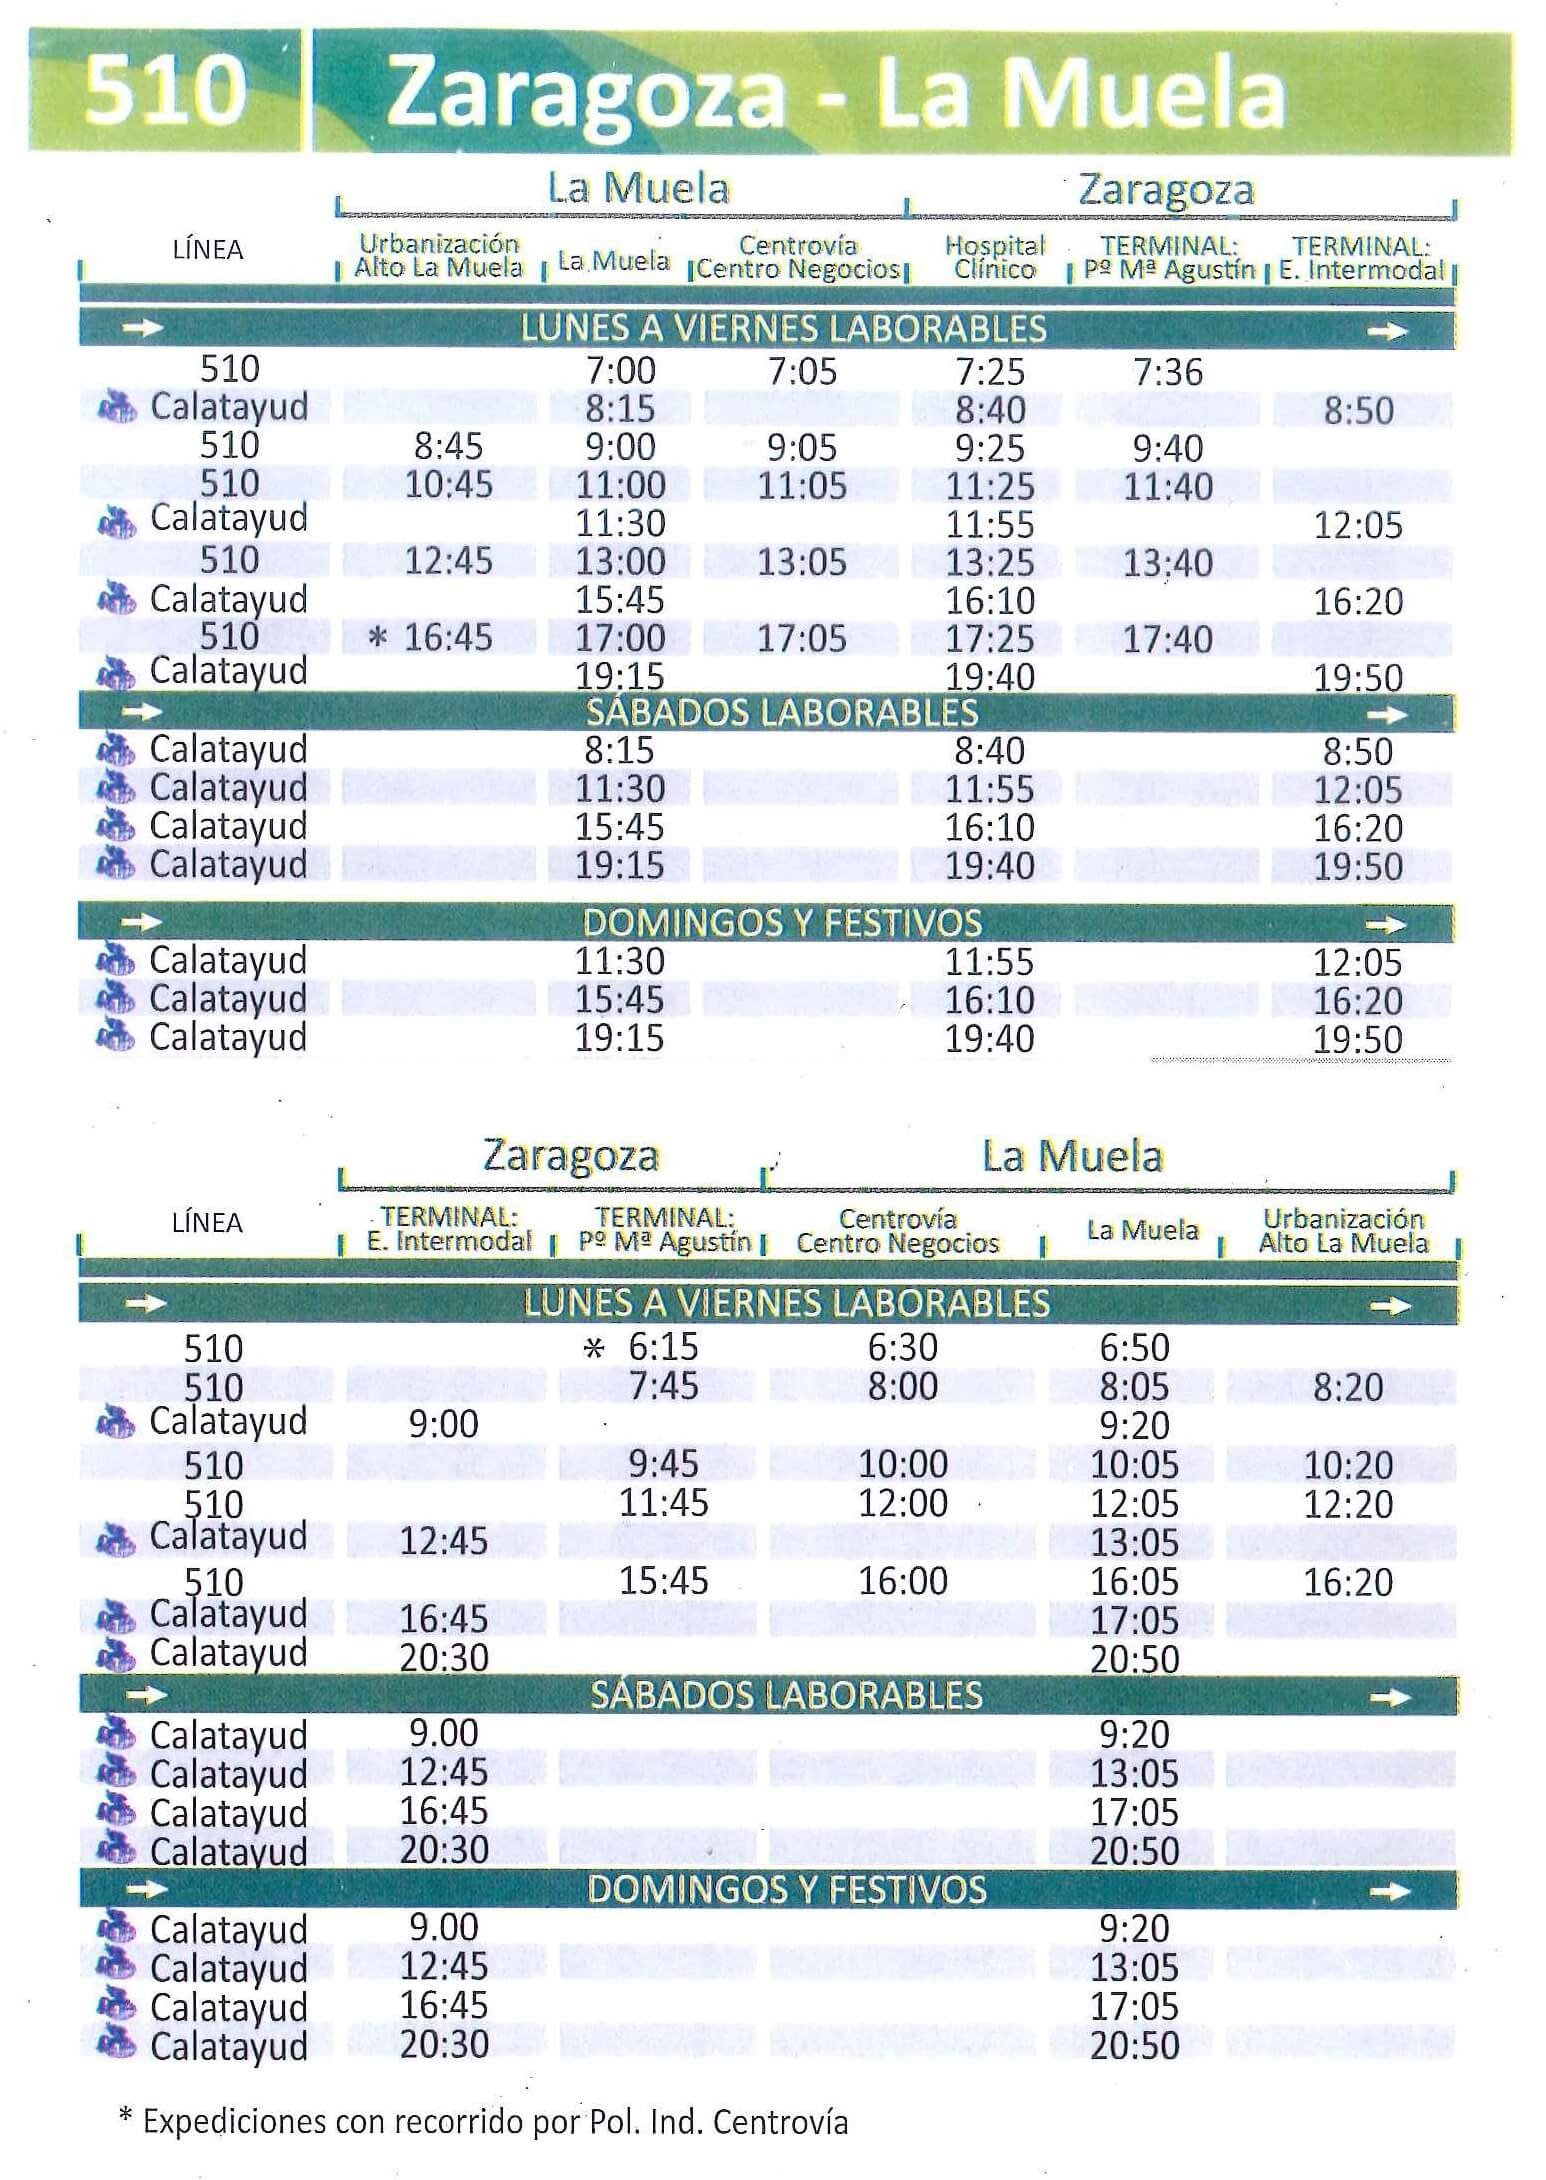 510 Zaragoza - La Muela
La Muela Zaragoza
LÍNEA Urbanización Alto La Muela La Muela Centrovía Centro Negocios Hospital Clínico TERMINAL: Pº Mª Agustín TERMINAL: E. Intermodal
LUNES A VIERNES LABORABLES
510 7:00 7:05 7:25 7:36
Calatayud 8:15 8:40 8:50
510 8:45 9:00 9:05 9:25 9:40
510 10:45 11:00 11:05 11:25 11:40
Calatayud 11:30 11:55 12:05
510 12:45 13:00 13:05 13:25 13:40
Calatayud 15:45 16:10 16:20
510 * 16:45 17:00 17:05 17:25 17:40
Calatayud 19:15 19:40 19:50
SÁBADOS LABORABLES
Calatayud 8:15 8:40 8:50
Calatayud 11:30 11:55 12:05
Calatayud 15:45 16:10 16:20
Calatayud 19:15 19:40 19:50
DOMINGOS Y FESTIVOS
Calatayud 11:30 11:55 12:05
Calatayud 15:45 16:10 16:20
Calatayud 19:15 19:40 19:50
Zaragoza La Muela
LÍNEA TERMINAL: E. Intermodal TERMINAL: Pº Mª Agustín Centrovía Centro Negocios La Muela Urbanización Alto La Muela
LUNES A VIERNES LABORABLES
510 * 6:15 6:30 6:50
510 7:45 8:00 8:05 8:20
Calatayud 9:00 9:20
510 9:45 10:00 10:05 10:20
510 11:45 12:00 12:05 12:20
Calatayud 12:45 13:05
510 15:45 16:00 16:05 16:20
Calatayud 16:45 17:05
Calatayud 20:30 20:50
SÁBADOS LABORABLES
Calatayud 9.00 9:20
Calatayud 12:45 13:05
Calatayud 16:45 17:05
Calatayud 20:30 20:50
DOMINGOS Y FESTIVOS
Calatayud 9.00 9:20
Calatayud 12:45 13:05
Calatayud 16:45 17:05
Calatayud 20:30 20:50
* Expediciones con recorrido por Pol. Ind. Centrovía